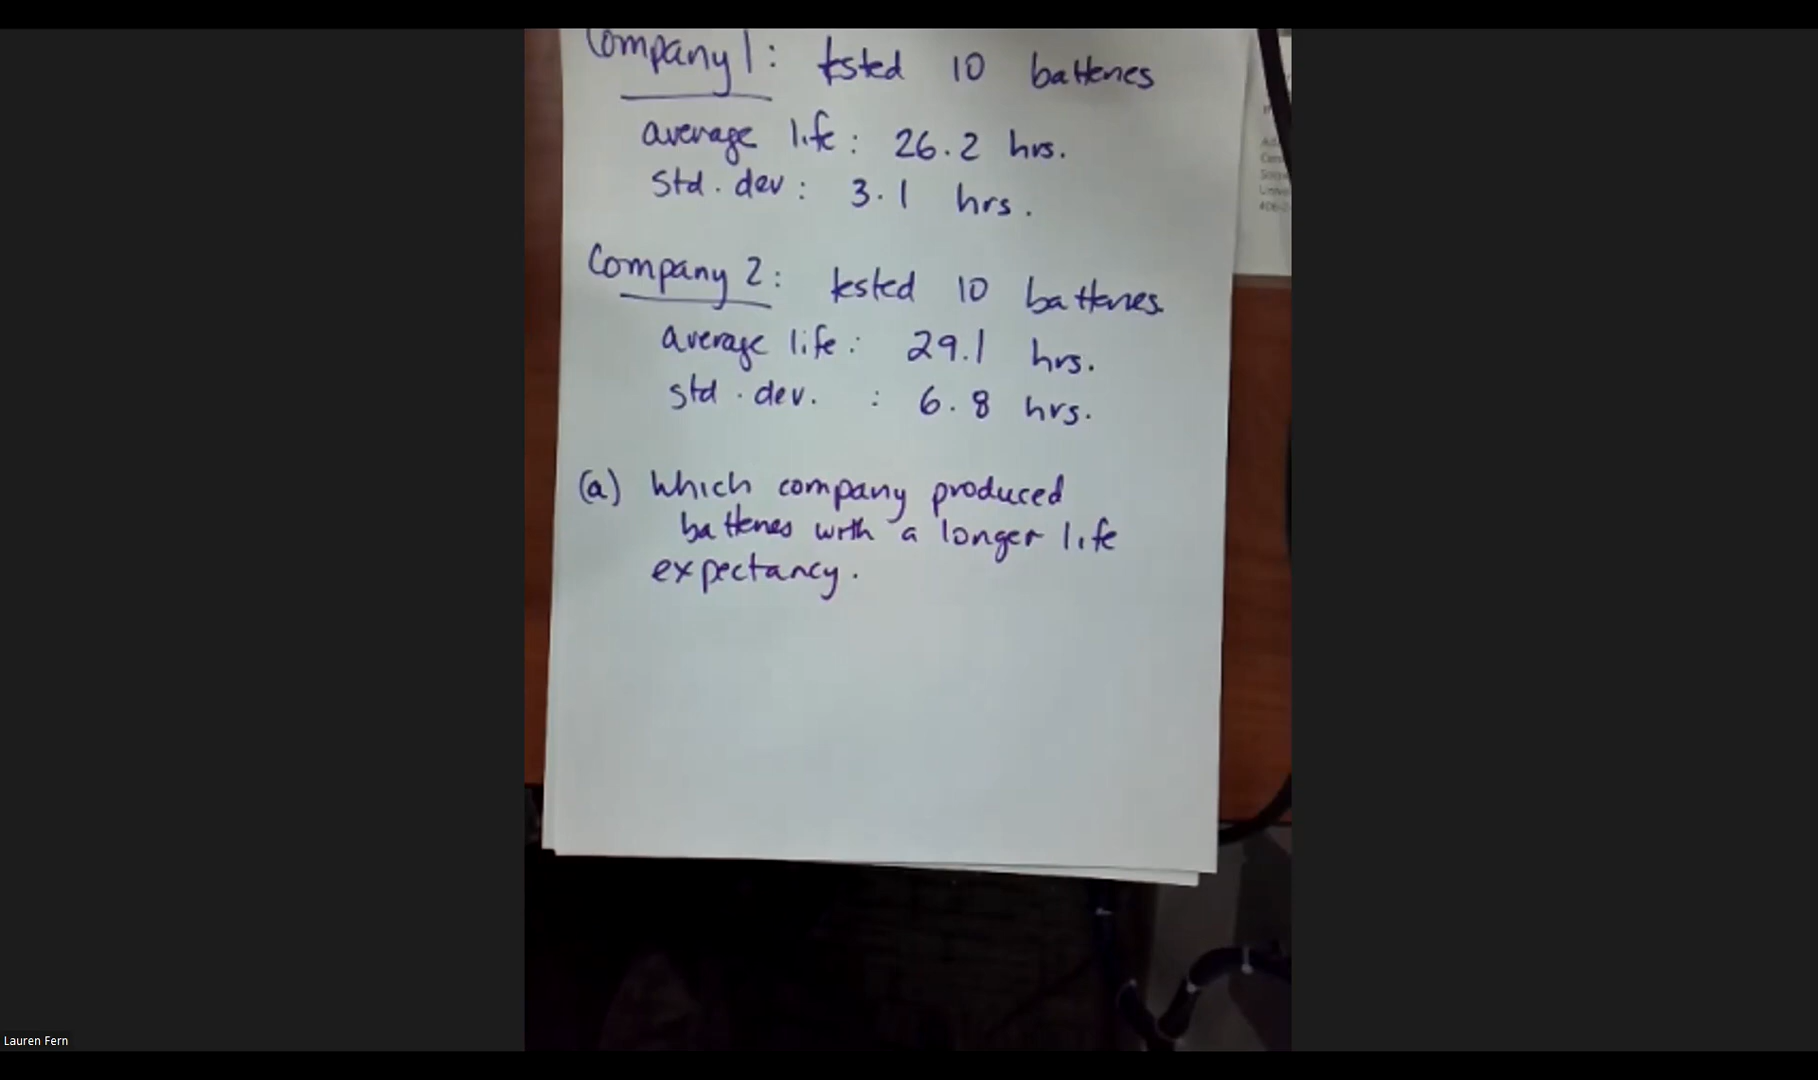 Company 1: tested 10 batteries
average life: 26.2 hrs.
std. dev: 3.1 hrs.
Company 2: tested 10 batteries.
average life: 29.1 hrs.
std. dev. : 6.8 hrs.
(a) Which company produced
batteries with a longer life
expectancy.
Lauren Fern